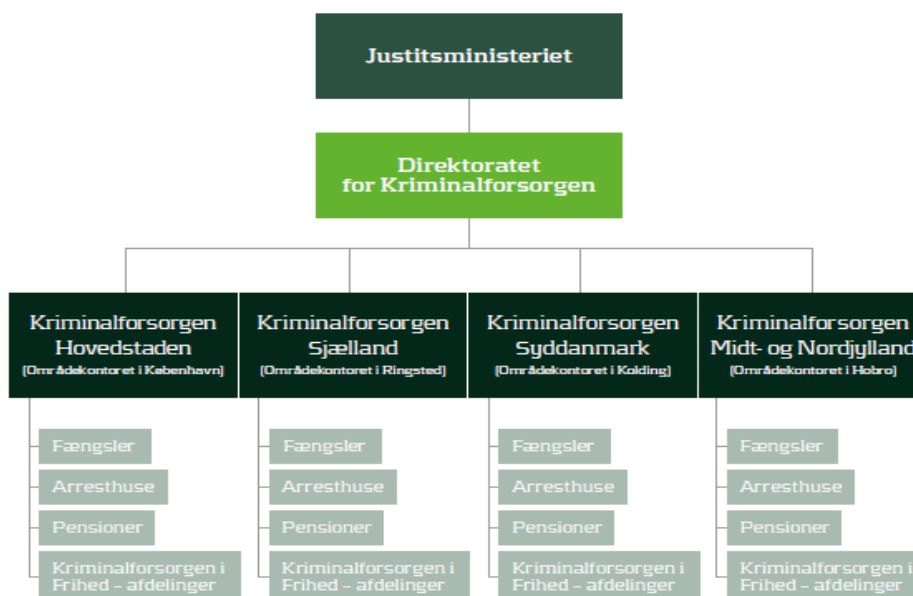 Justitsministeriet
Direktoratet
for Kriminalforsorgen
Kriminalforsorgen
Hovedstaden
(Områdekontoret i København)
Fængsler
Arresthuse
Pensioner
Kriminalforsorgen i
Frihed - afdelinger
Kriminalforsorgen
Sjælland
(Områdekontoret i Ringsted)
Fængsler
Arresthuse
Pensioner
Kriminalforsorgen i
Frihed - afdelinger
Kriminalforsorgen
Syddanmark
(Områdekontoret i Kolding)
Fængsler
Arresthuse
Pensioner
Kriminalforsorgen i
Frihed - afdelinger
Kriminalforsorgen
Midt- og Nordjylland
(Områdekontoret i Hobro)
Fængsler
Arresthuse
Pensioner
Kriminalforsorgen i
Frihed - afdelinger